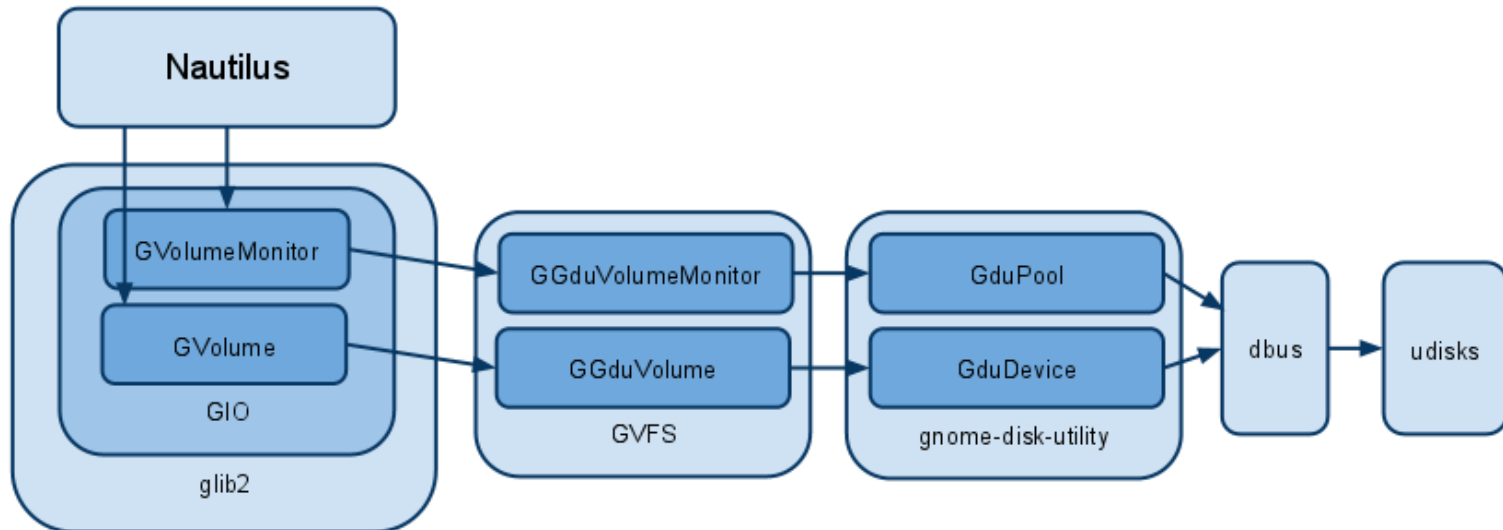 Nautilus
GVolumeMonitor
GVolume
GIO
glib2
GGduVolumeMonitor
GGduVolume
GVFS
GduPool
GduDevice
gnome-disk-utility
dbus
udisks